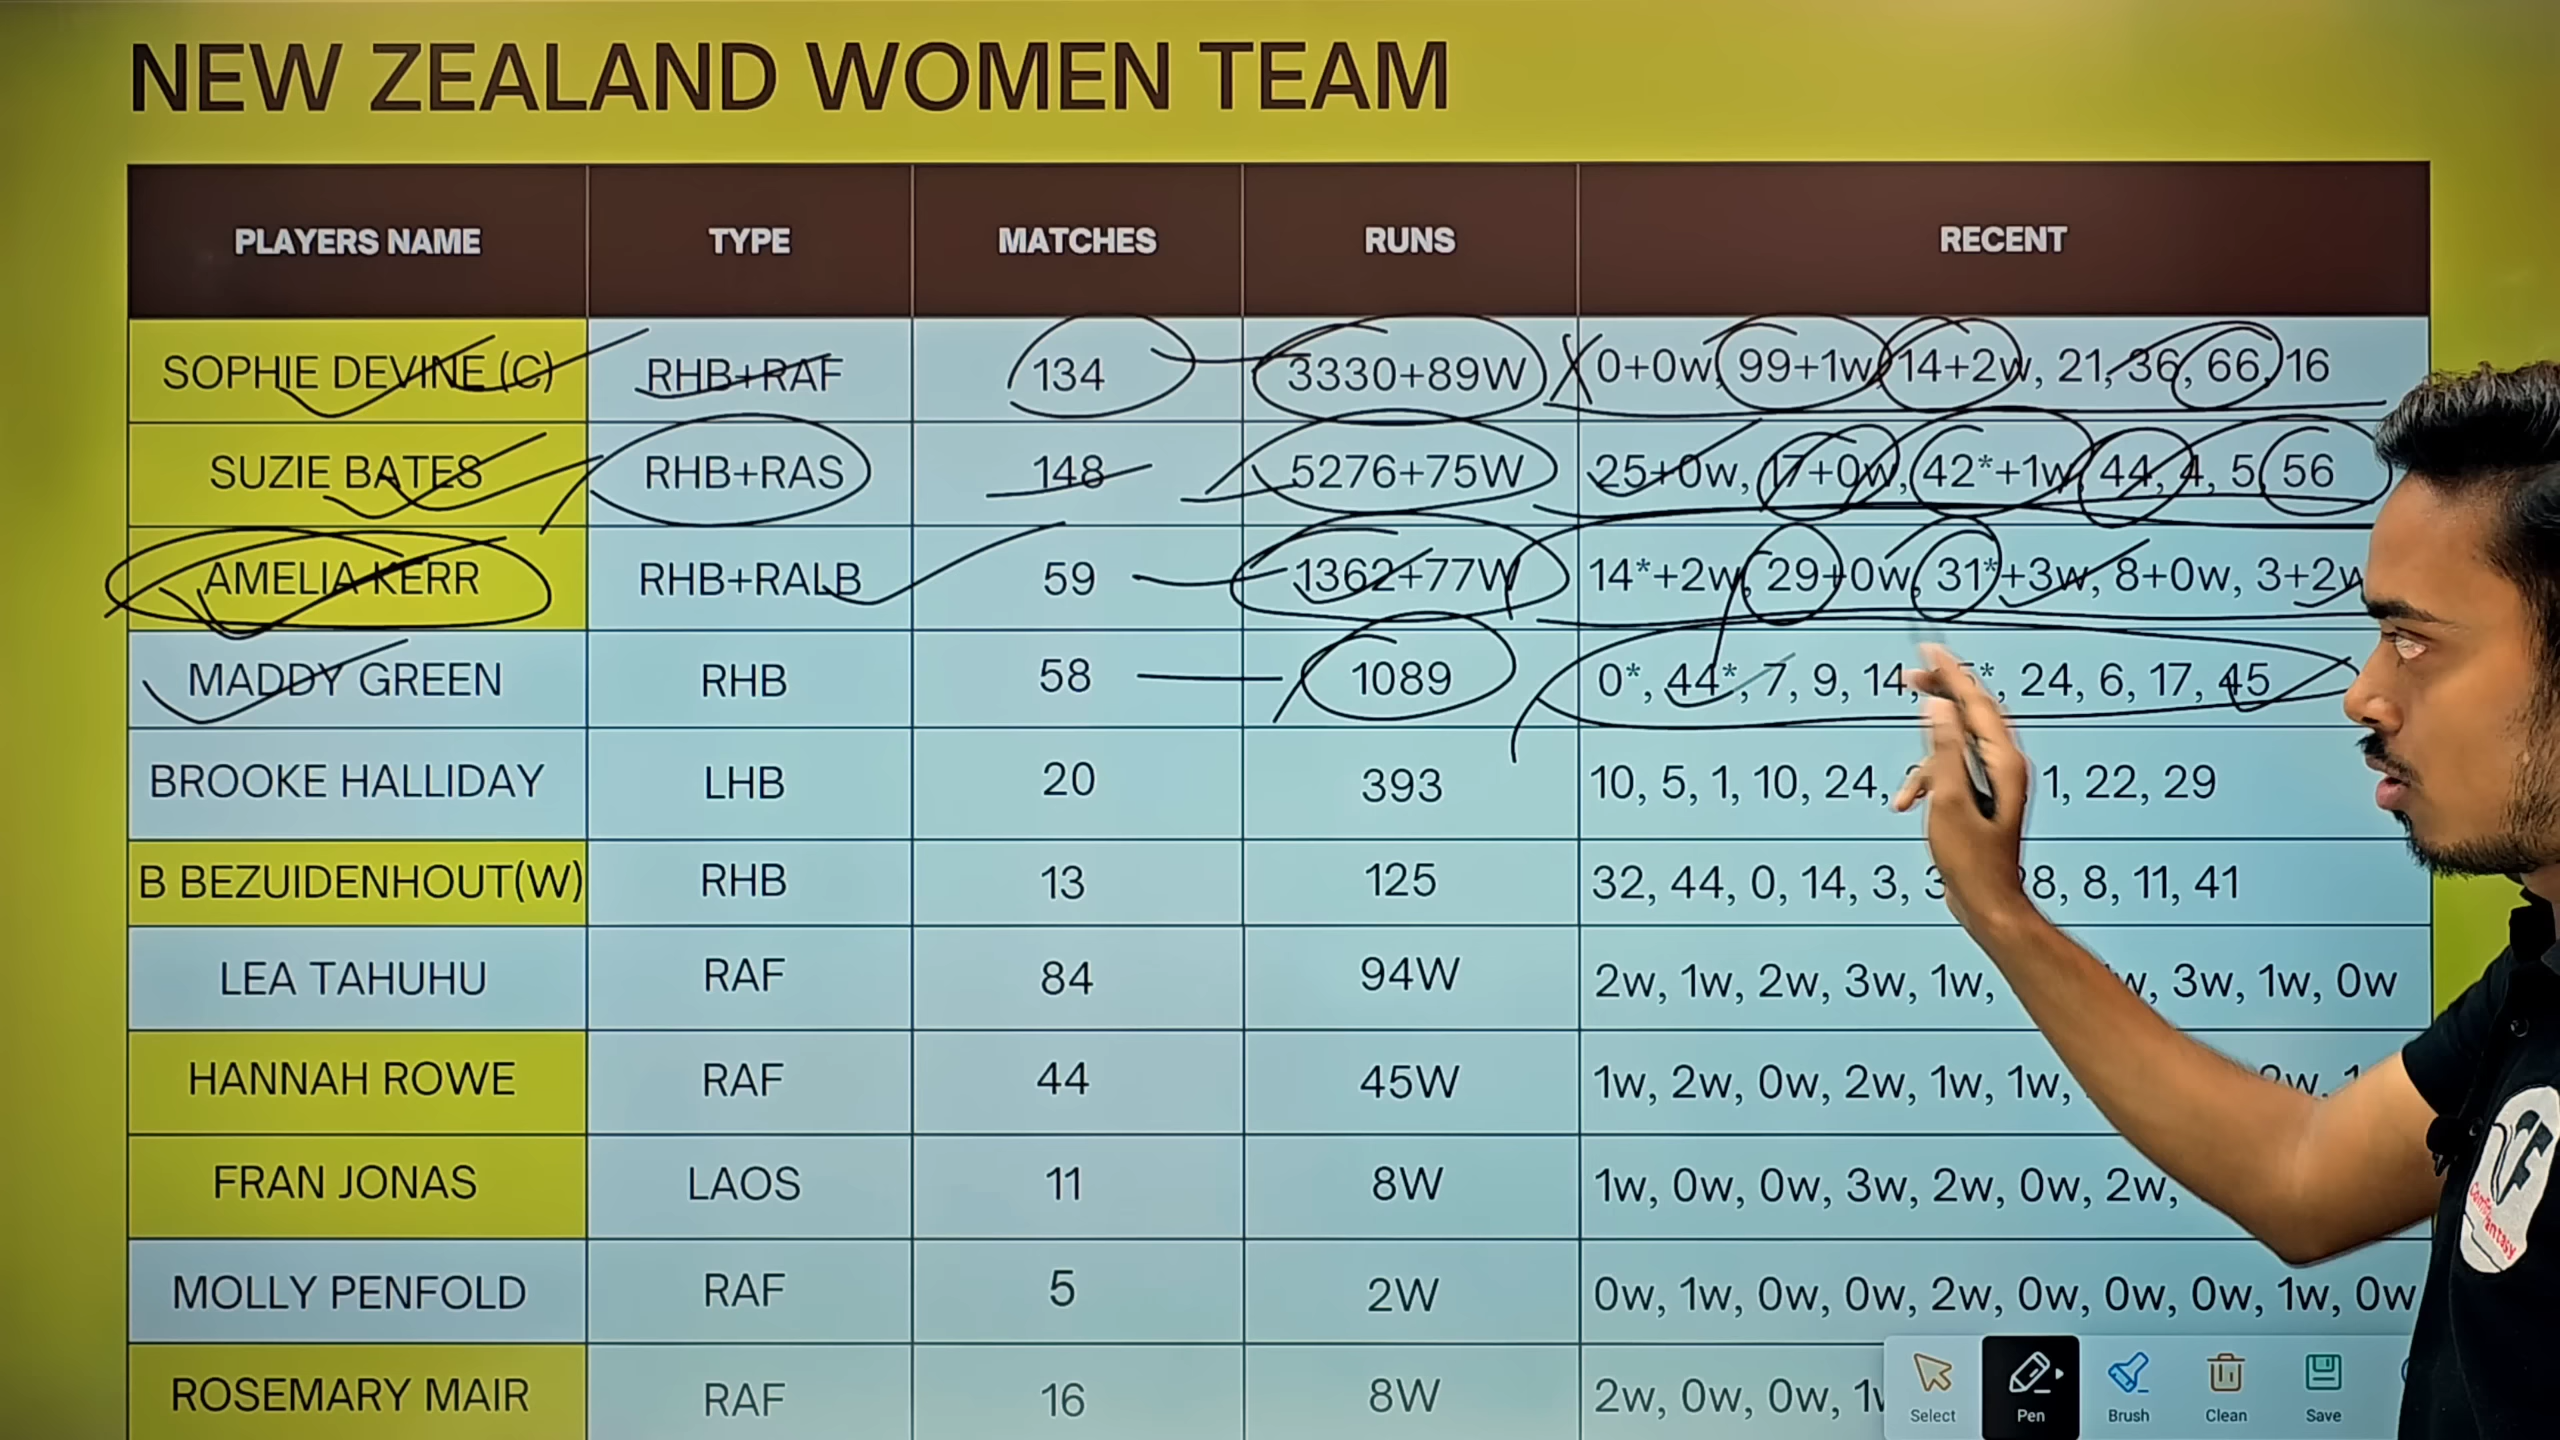 NEW ZEALAND WOMEN TEAM
PLAYERS NAME TYPE MATCHES RUNS RECENT
SOPHIE DEVINE (C) RHB+RAF 134 3330+89W 0+0w, 99+1w, 14+2w, 21, 36, 66, 16
SUZIE BATES RHB+RAS 148 5276+75W 25+0w, 17+0w, 42*+1w, 44, 4, 5, 56
AMELIA KERR RHB+RALB 59 1362+77W 14*+2w, 29+0w, 31*+3w, 8+0w, 3+2w
MADDY GREEN RHB 58 1089 0*, 44*, 7, 9, 14, 24, 6, 17, 45
BROOKE HALLIDAY LHB 20 393 10, 5, 1, 10, 24, 1, 22, 29
B BEZUIDENHOUT(W) RHB 13 125 32, 44, 0, 14, 3, 8, 11, 41
LEA TAHUHU RAF 84 94W 2w, 1w, 2w, 3w, 1w, 3w, 1w, 0w
HANNAH ROWE RAF 44 45W 1w, 2w, 0w, 2w, 1w, 1w,
FRAN JONAS LAOS 11 8W 1w, 0w, 0w, 3w, 2w, 0w, 2w,
MOLLY PENFOLD RAF 5 2W 0w, 1w, 0w, 0w, 2w, 0w, 0w, 0w, 1w, 0w
ROSEMARY MAIR RAF 16 8W 2w, 0w, 0w,
Select Pen Brush Clean Save